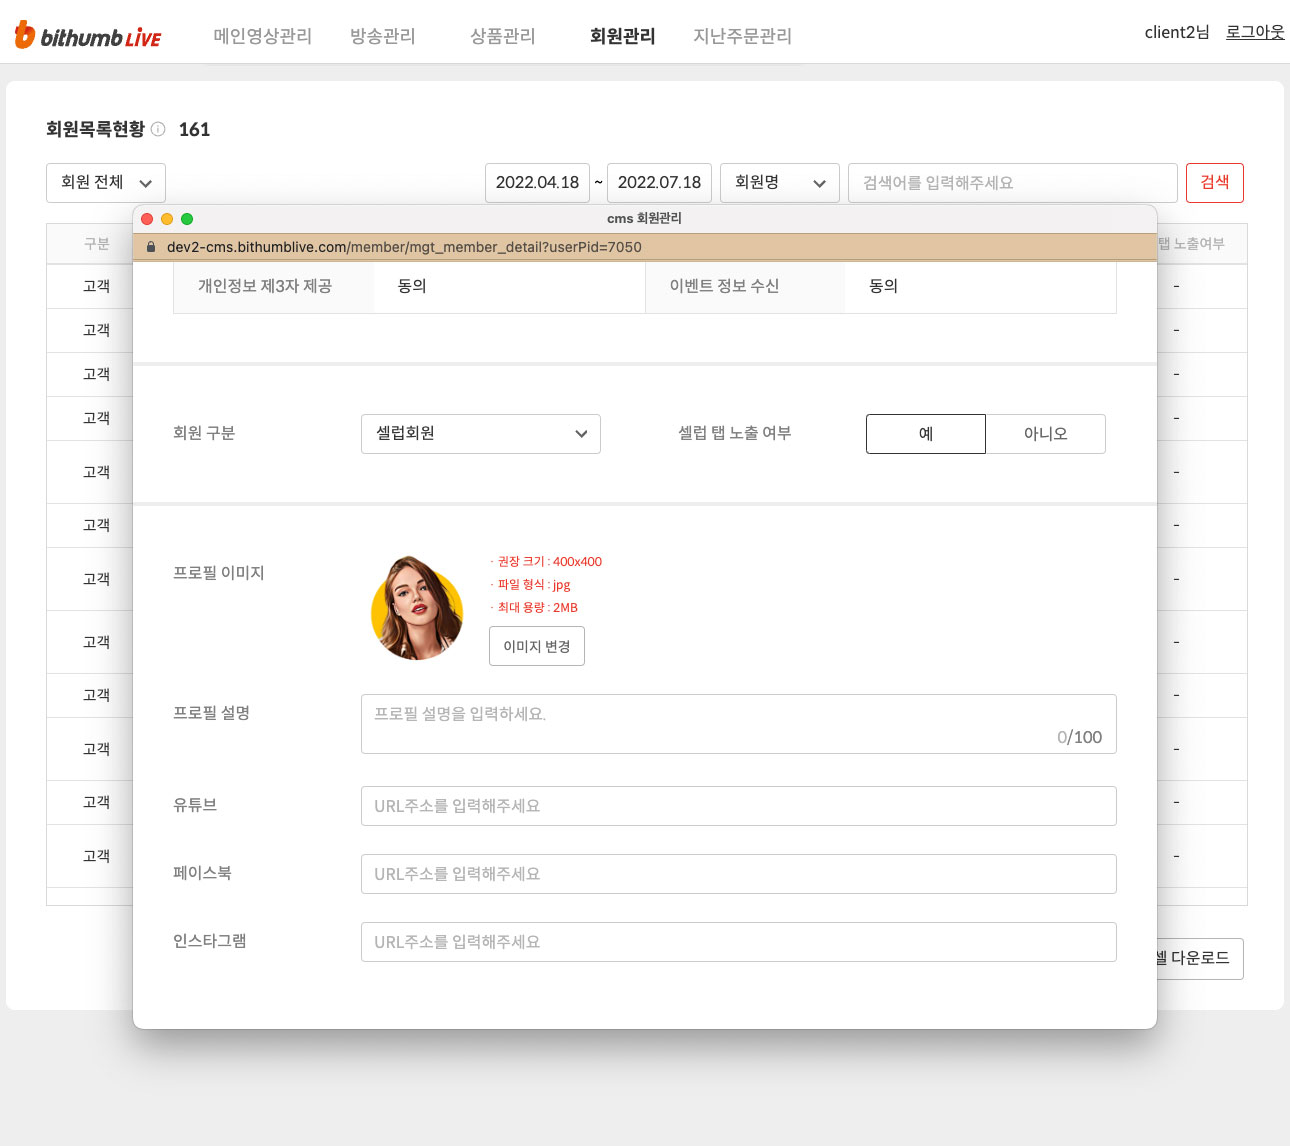 bithumb LIVE 메인영상관리 방송관리 상품관리 회원관리 지난주문관리 client2님 로그아웃
회원목록현황 161
회원 전체 2022.04.18 ~ 2022.07.18 회원명 검색어를 입력해주세요 검색
cms 회원관리
dev2-cms.bithumblive.com/member/mgt_member_detail?userPid=7050
구분 탭 노출여부
고객 -
고객 -
고객 -
고객 -
고객 -
고객 -
고객 -
고객 -
고객 -
고객 -
고객 -
고객 -
개인정보 제3자 제공 동의 이벤트 정보 수신 동의
회원 구분 셀럽회원 셀럽 탭 노출 여부 예 아니오
프로필 이미지
· 권장 크기 : 400x400
· 파일 형식 : jpg
· 최대 용량 : 2MB
이미지 변경
프로필 설명 프로필 설명을 입력하세요.
0/100
유튜브 URL주소를 입력해주세요
페이스북 URL주소를 입력해주세요
인스타그램 URL주소를 입력해주세요
셀 다운로드